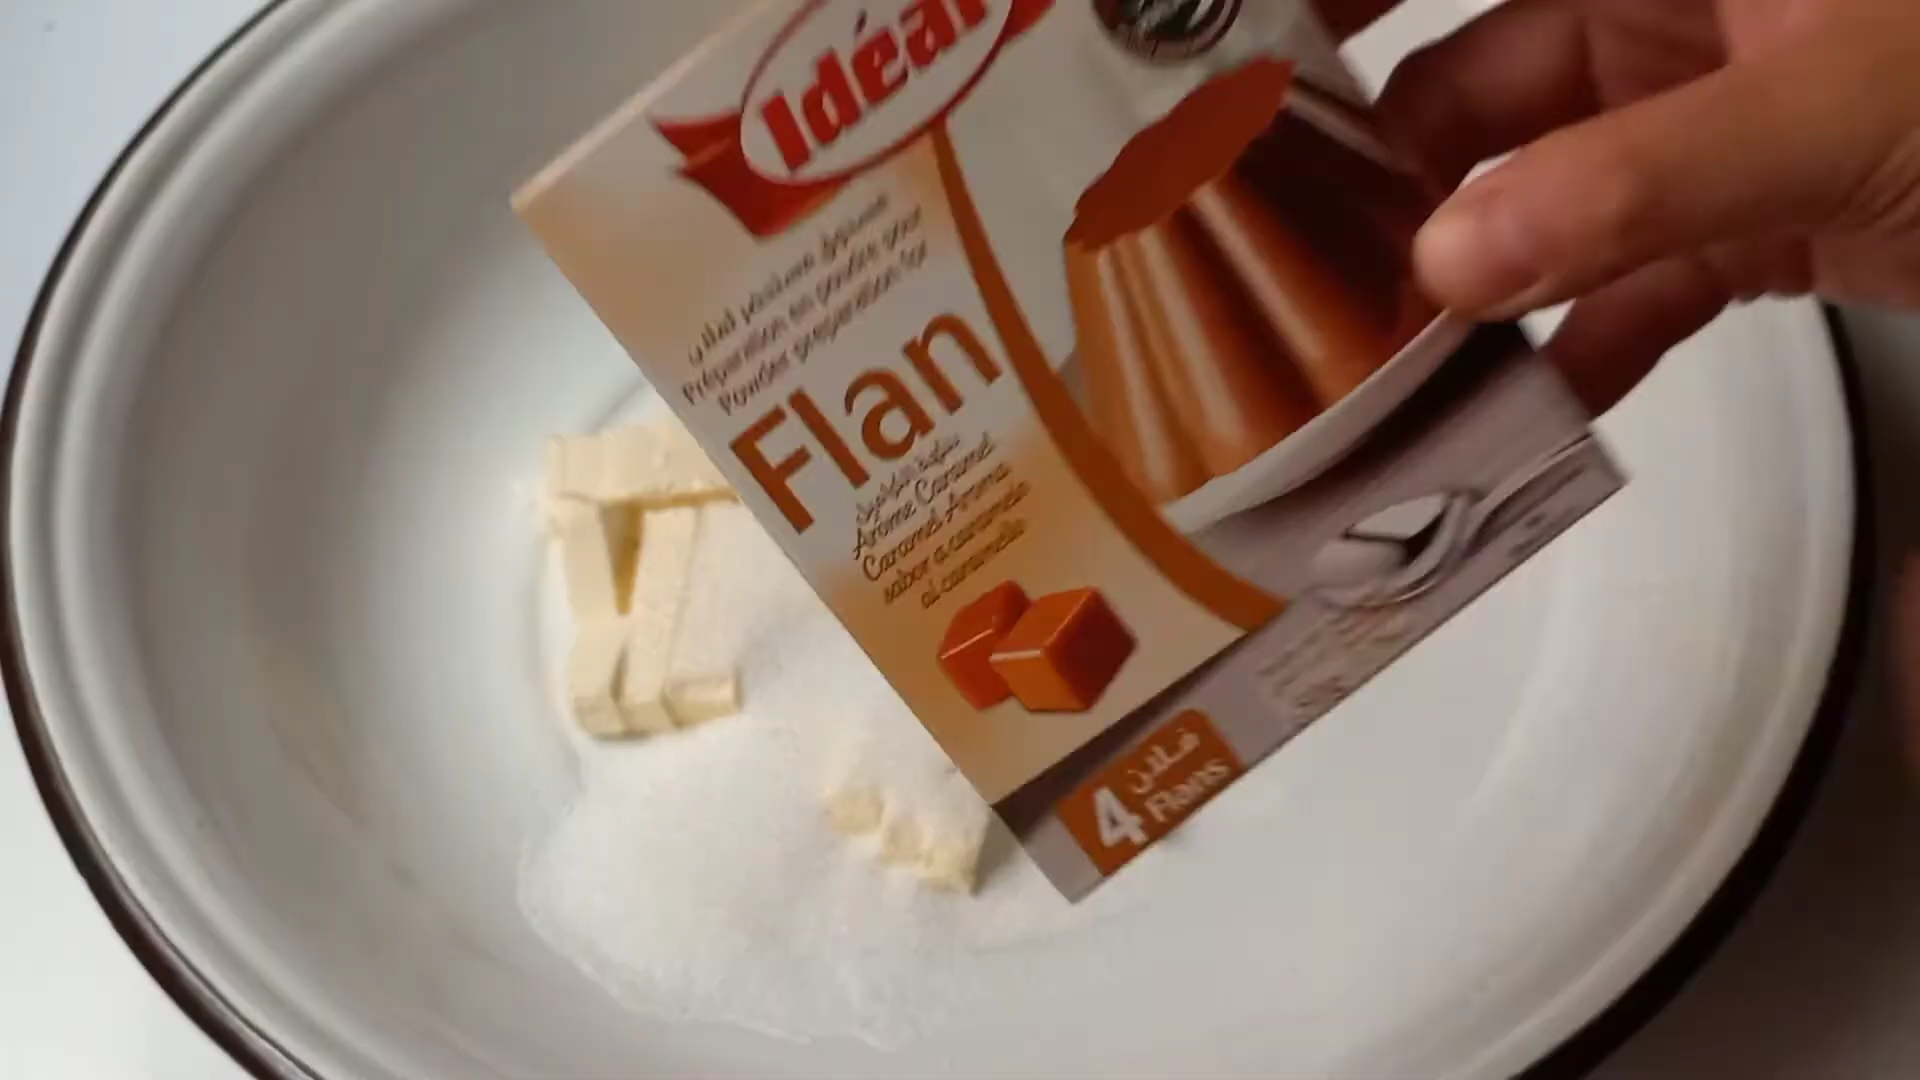 Idéal
Préparation en poudre pour
Powder preparation for
Flan
Arôme Caramel
Caramel Aroma
sabor a caramelo
al caramelo
4 فلان
Flans